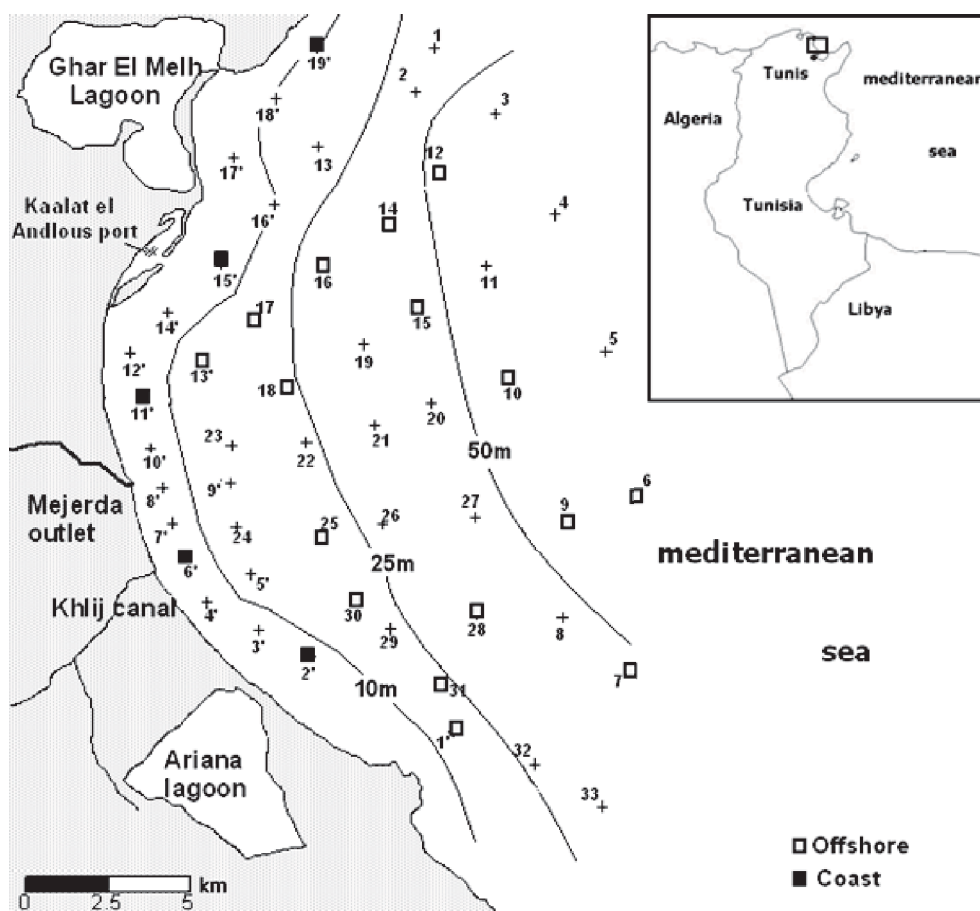 Ghar El Melh
Lagoon
Kaalat el
Andlous port
Mejerda
outlet
Khlij canal
Ariana
lagoon
1
2
3
4
5
6
7
8
9
10
11
12
13
14
15
16
17
18
19
20
21
22
23
24
25
26
27
28
29
30
31
32
33
1'
2'
3'
4'
5'
6'
7'
8'
9'
10'
11'
12'
13'
14'
15'
16'
17'
18'
19'
50m
25m
10m
mediterranean
sea
Tunis
mediterranean
Algeria
sea
Tunisia
Libya
Offshore
Coast
km
0 2.5 5